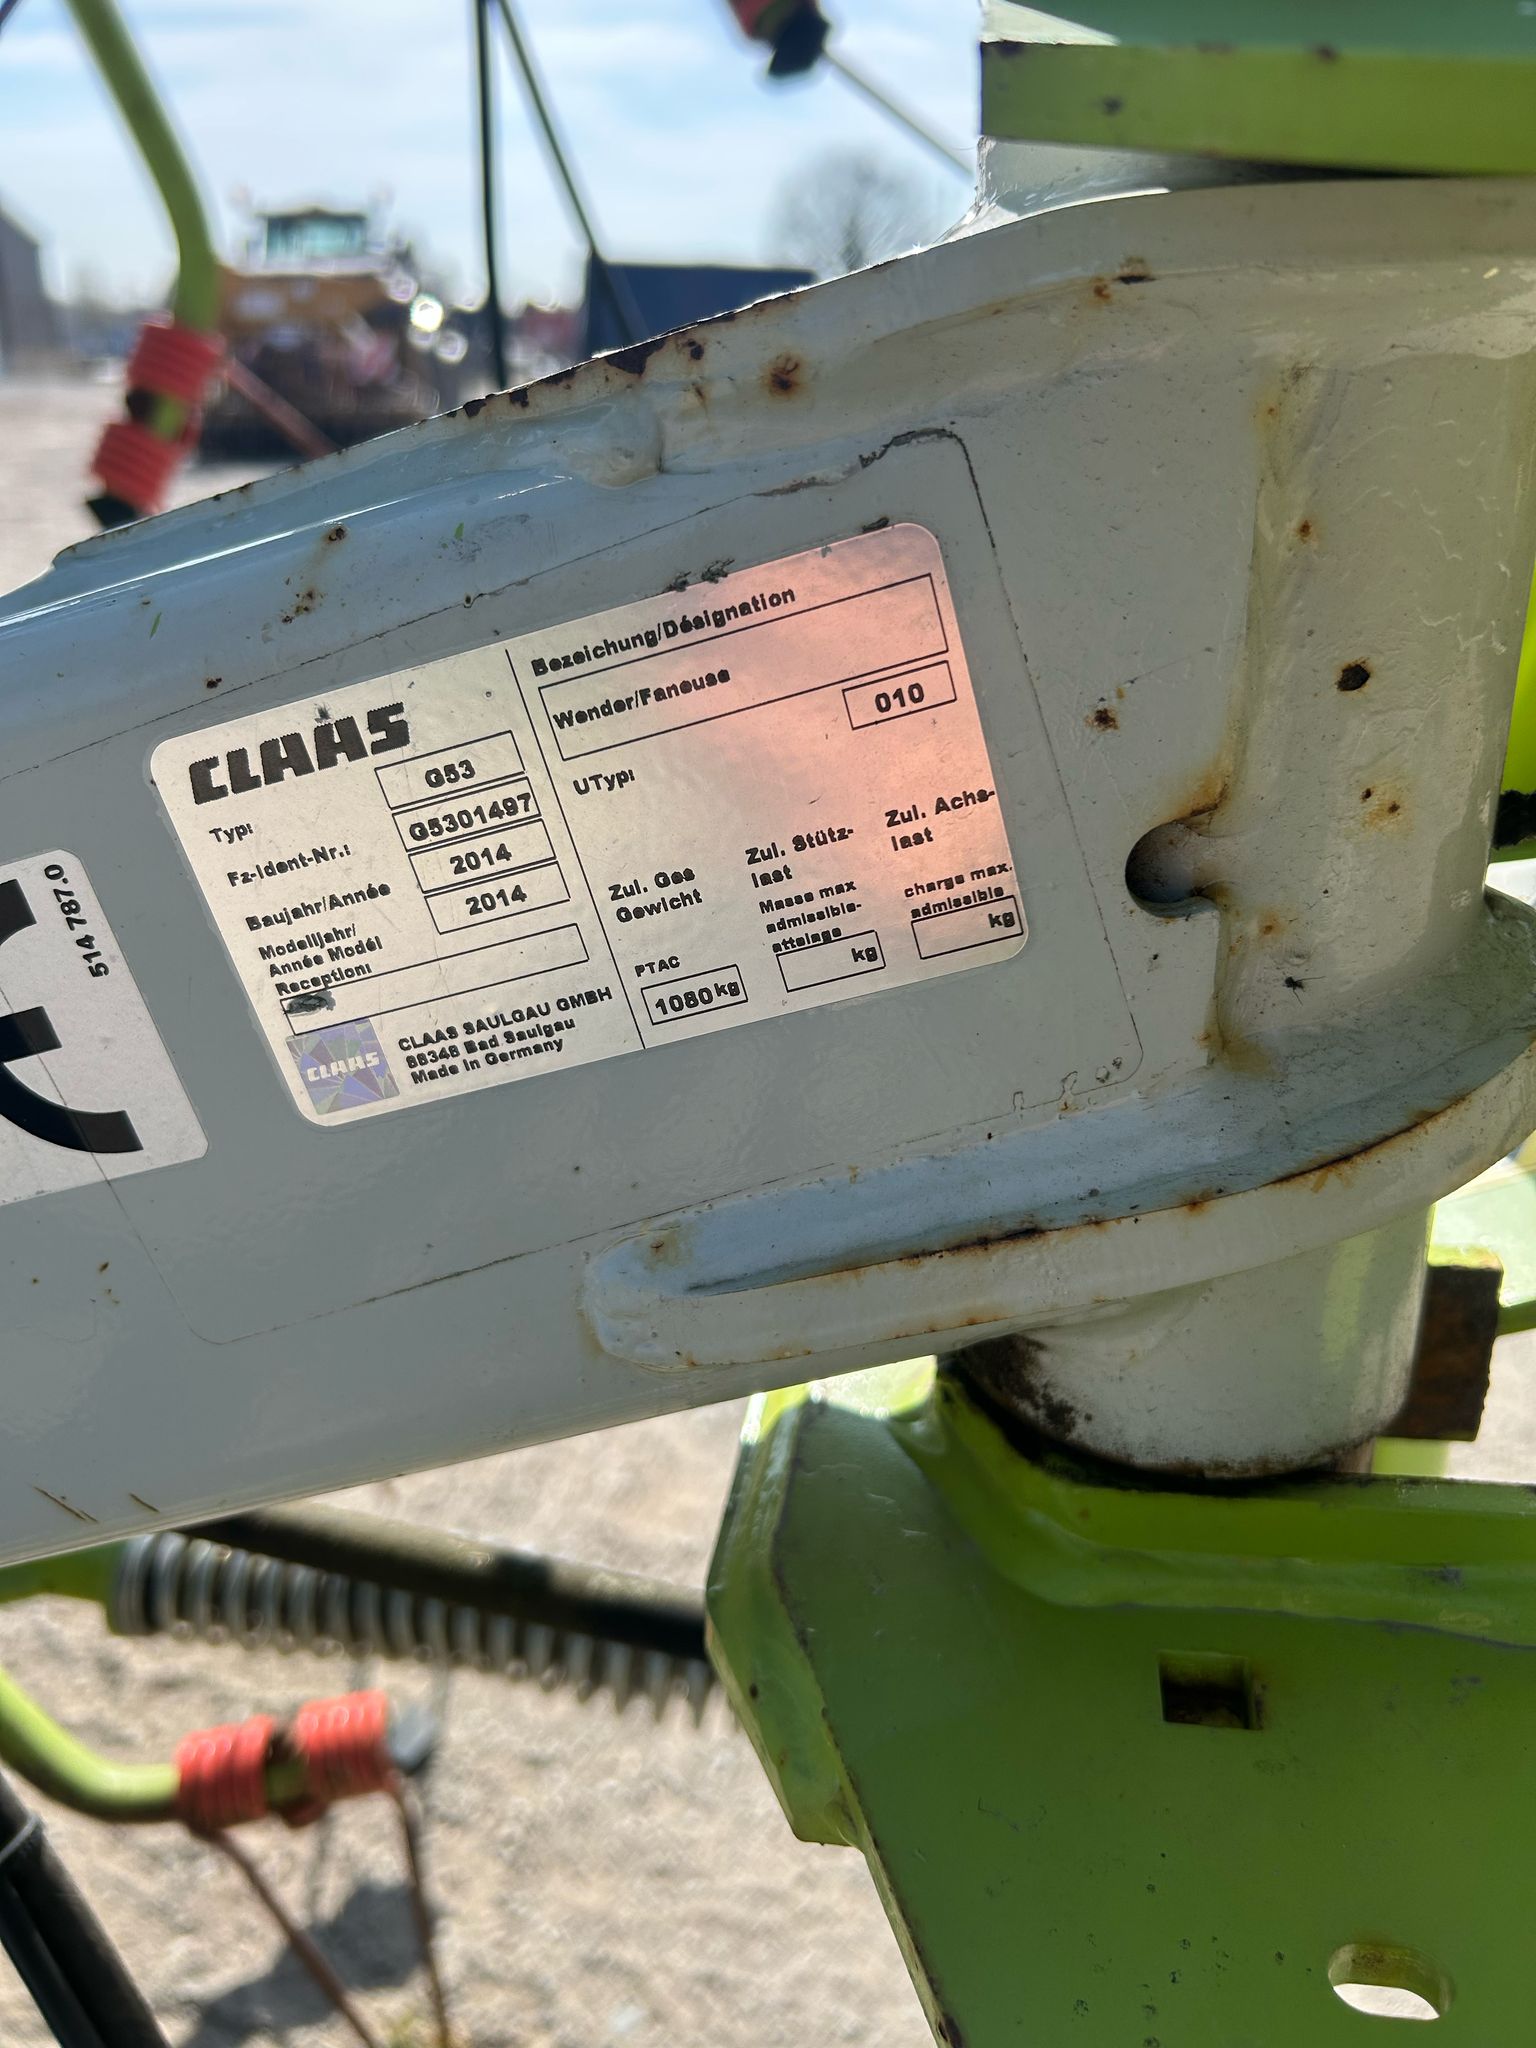 CLAAS
Typ: G53
Fz-Ident-Nr.: G5301497
Baujahr/Année 2014
Modelljahr/
Année Modèl 2014
Reception:
CLAAS
CLAAS SAULGAU GMBH
88348 Bad Saulgau
Made in Germany
Bezeichung/Désignation
Wender/Faneuse
010
UTyp:
Zul. Ges
Gewicht
PTAC
1080 kg
Zul. Stütz-
last
Masse max
admissible-
attelage
kg
Zul. Achs-
last
charge max.
admissible
kg
514 787.0